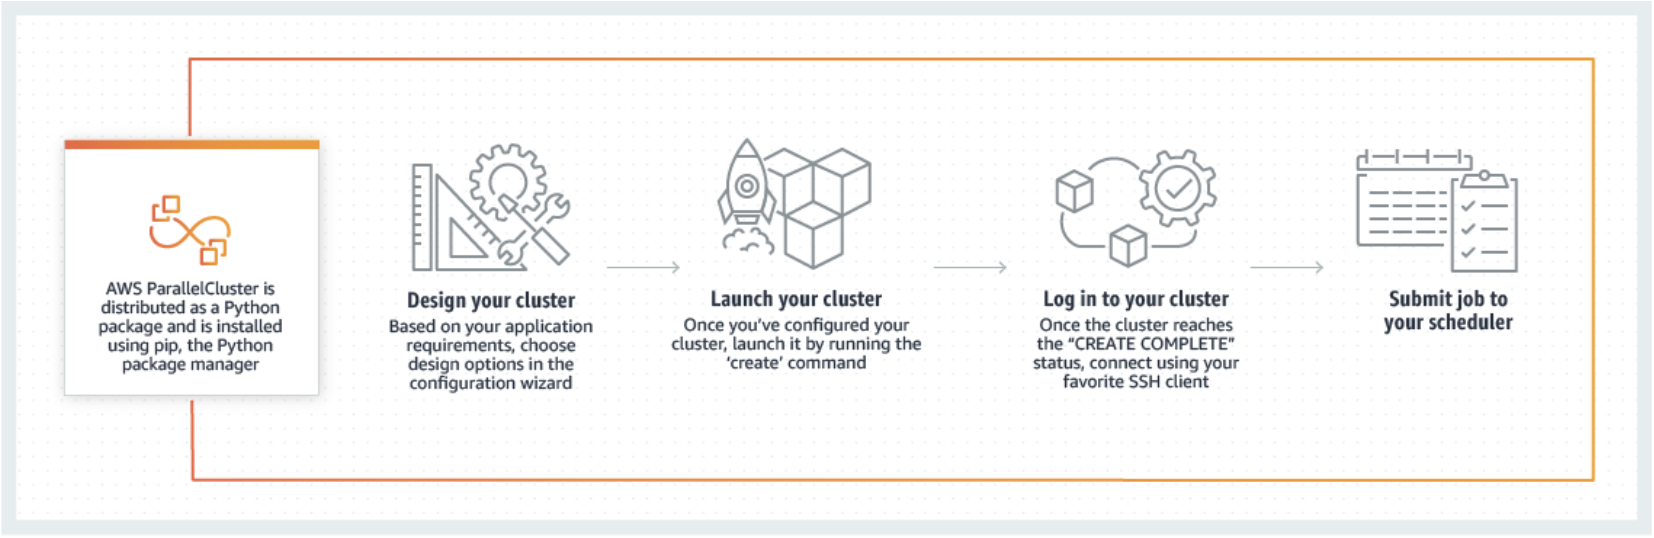 AWS ParallelCluster is
distributed as a Python
package and is installed
using pip, the Python
package manager
Design your cluster
Based on your application
requirements, choose
design options in the
configuration wizard
Launch your cluster
Once you’ve configured your
cluster, launch it by running the
‘create’ command
Log in to your cluster
Once the cluster reaches
the “CREATE COMPLETE”
status, connect using your
favorite SSH client
Submit job to
your scheduler